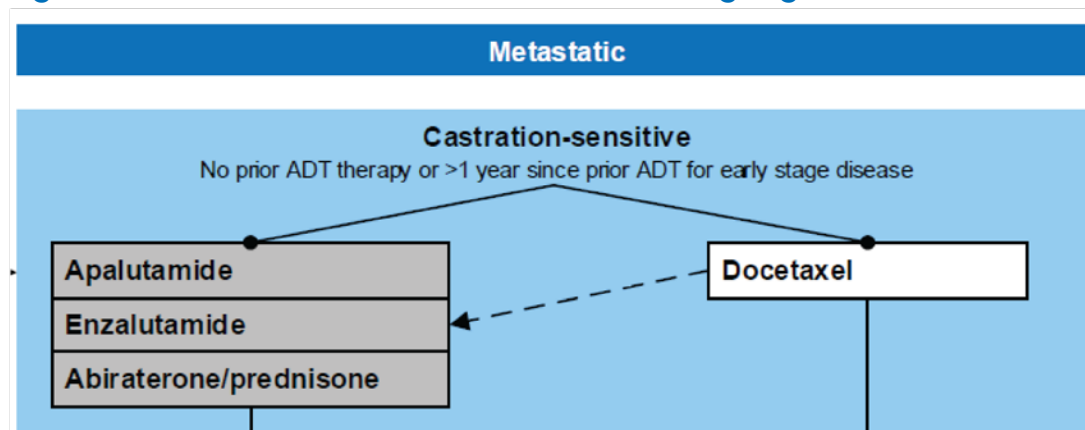 Metastatic
Castration-sensitive
No prior ADT therapy or >1 year since prior ADT for early stage disease
Apalutamide
Docetaxel
Enzalutamide
Abiraterone/prednisone